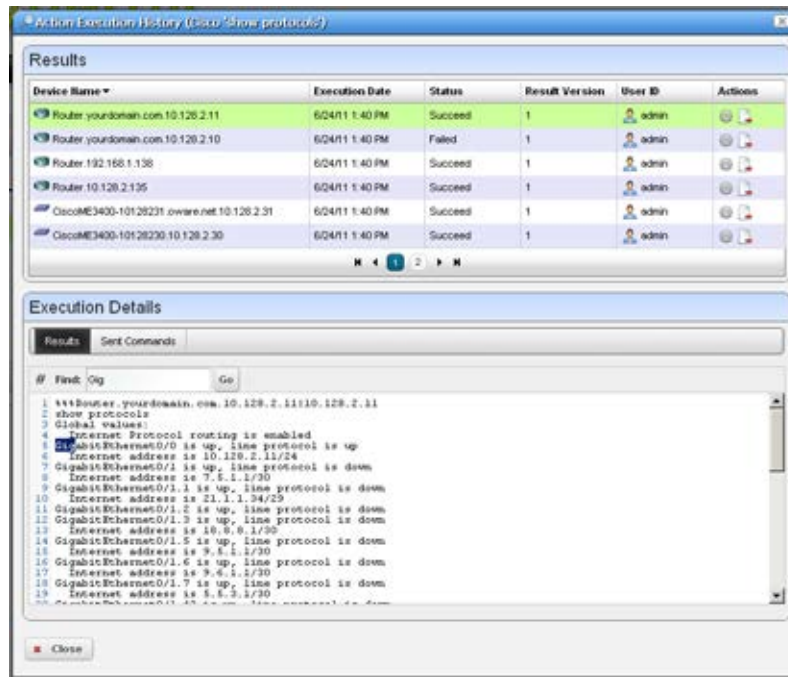 Action Execution History (Cisco 'show protocols')
Results
Device Name Execution Date Status Result Version User ID Actions
Router.yourdomain.com.10.128.2.11 6/24/11 1:40 PM Succeed 1 admin
Router.yourdomain.com.10.128.2.10 6/24/11 1:40 PM Failed 1 admin
Router.192.168.1.138 6/24/11 1:40 PM Succeed 1 admin
Router.10.128.2.135 6/24/11 1:40 PM Succeed 1 admin
CiscoME3400-10128231.oware.net.10.128.2.31 6/24/11 1:40 PM Succeed 1 admin
CiscoME3400-10128230.10.128.2.30 6/24/11 1:40 PM Succeed 1 admin
1 2
Execution Details
Results Sent Commands
# Find: Gig Go
1 %%%Router.yourdomain.com.10.128.2.11:10.128.2.11
2 show protocols
3 Global values:
4 Internet Protocol routing is enabled
5 GigabitEthernet0/0 is up, line protocol is up
6 Internet address is 10.128.2.11/24
7 GigabitEthernet0/1 is up, line protocol is down
8 Internet address is 7.5.1.1/30
9 GigabitEthernet0/1.1 is up, line protocol is down
10 Internet address is 21.1.1.34/29
11 GigabitEthernet0/1.2 is up, line protocol is down
12 GigabitEthernet0/1.3 is up, line protocol is down
13 Internet address is 18.8.8.1/30
14 GigabitEthernet0/1.5 is up, line protocol is down
15 Internet address is 9.5.1.1/30
16 GigabitEthernet0/1.6 is up, line protocol is down
17 Internet address is 9.6.1.1/30
18 GigabitEthernet0/1.7 is up, line protocol is down
19 Internet address is 5.5.3.1/30
Close